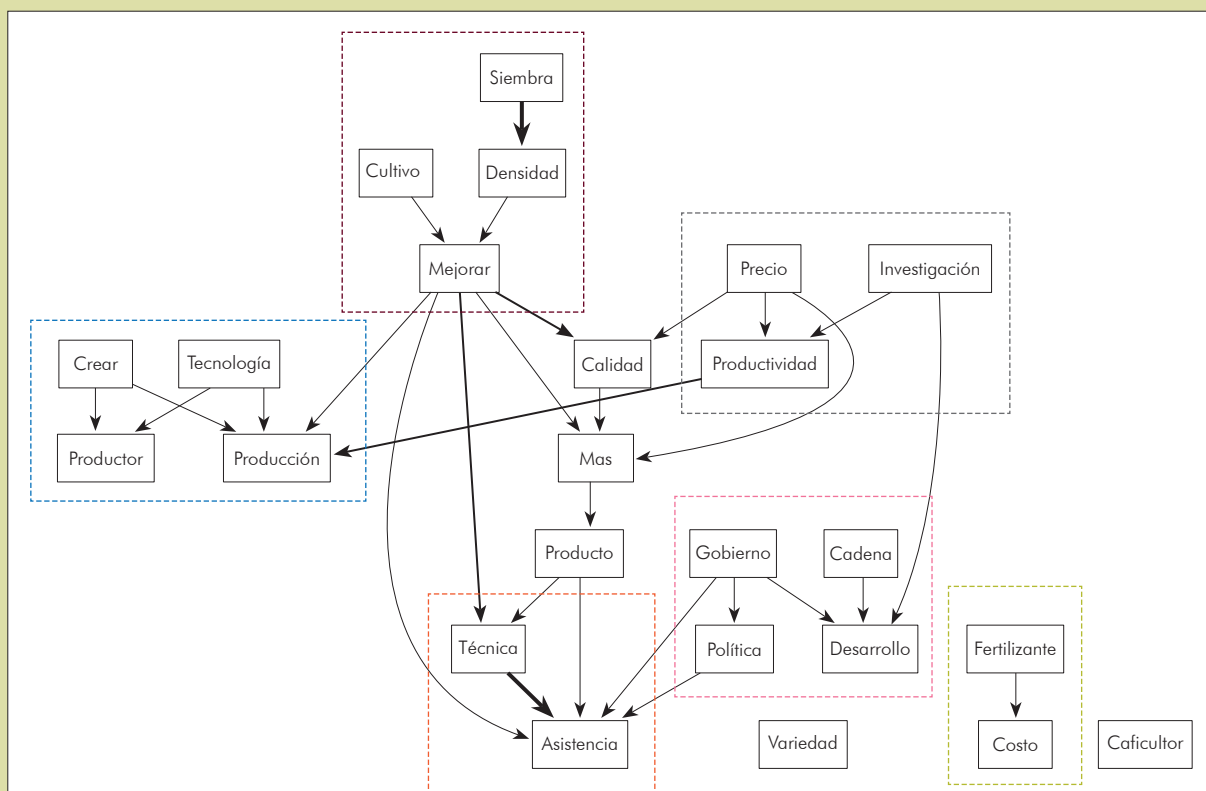 Siembra
Cultivo
Densidad
Mejorar
Precio
Investigación
Crear
Tecnología
Calidad
Productividad
Productor
Producción
Mas
Producto
Gobierno
Cadena
Técnica
Política
Desarrollo
Fertilizante
Asistencia
Variedad
Costo
Caficultor